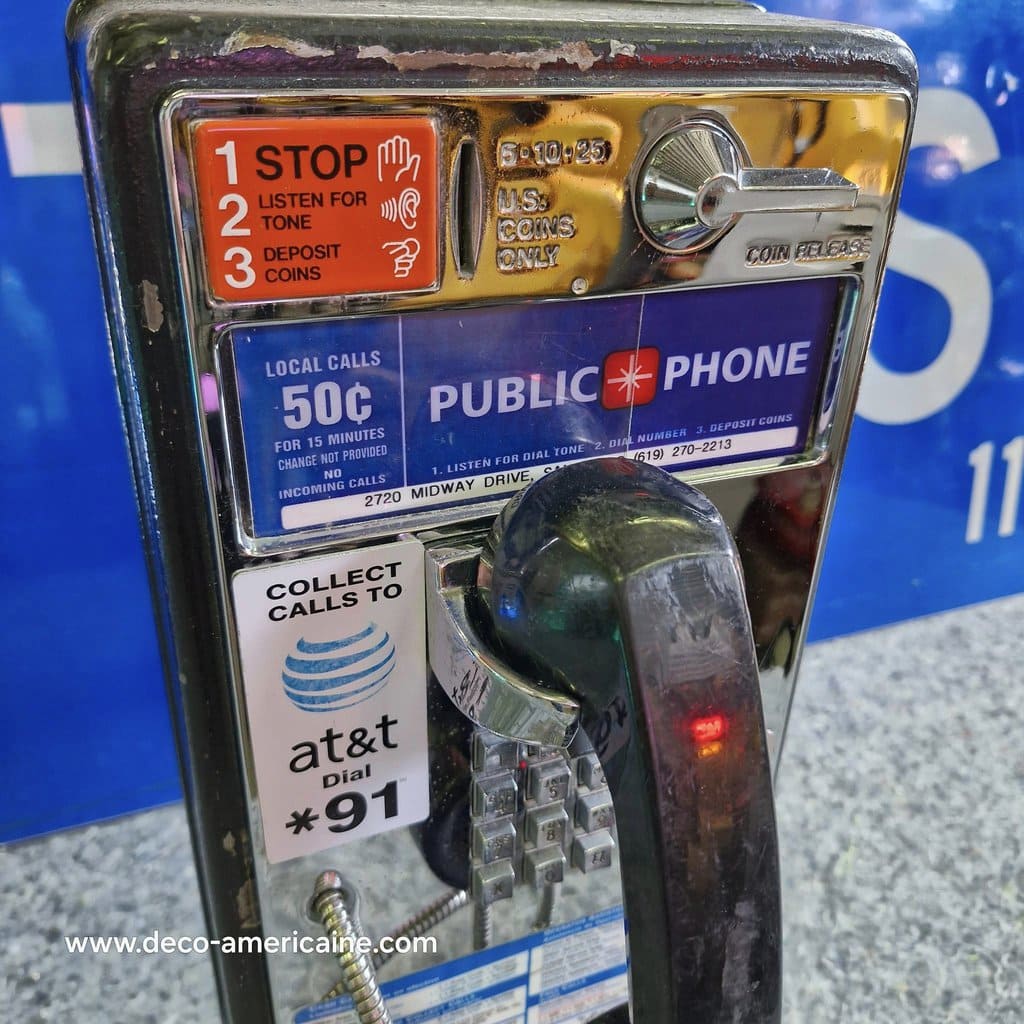 1 STOP
2 LISTEN FOR
TONE
3 DEPOSIT
COINS
5·10·25
U.S.
COINS
ONLY
COIN RELEASE
LOCAL CALLS
50¢
FOR 15 MINUTES
CHANGE NOT PROVIDED
NO
INCOMING CALLS
PUBLIC PHONE
1. LISTEN FOR DIAL TONE 2. DIAL NUMBER 3. DEPOSIT COINS
2720 MIDWAY DRIVE, (619) 270-2213
COLLECT
CALLS TO
at&t
Dial
*91
S
11
www.deco-americaine.com